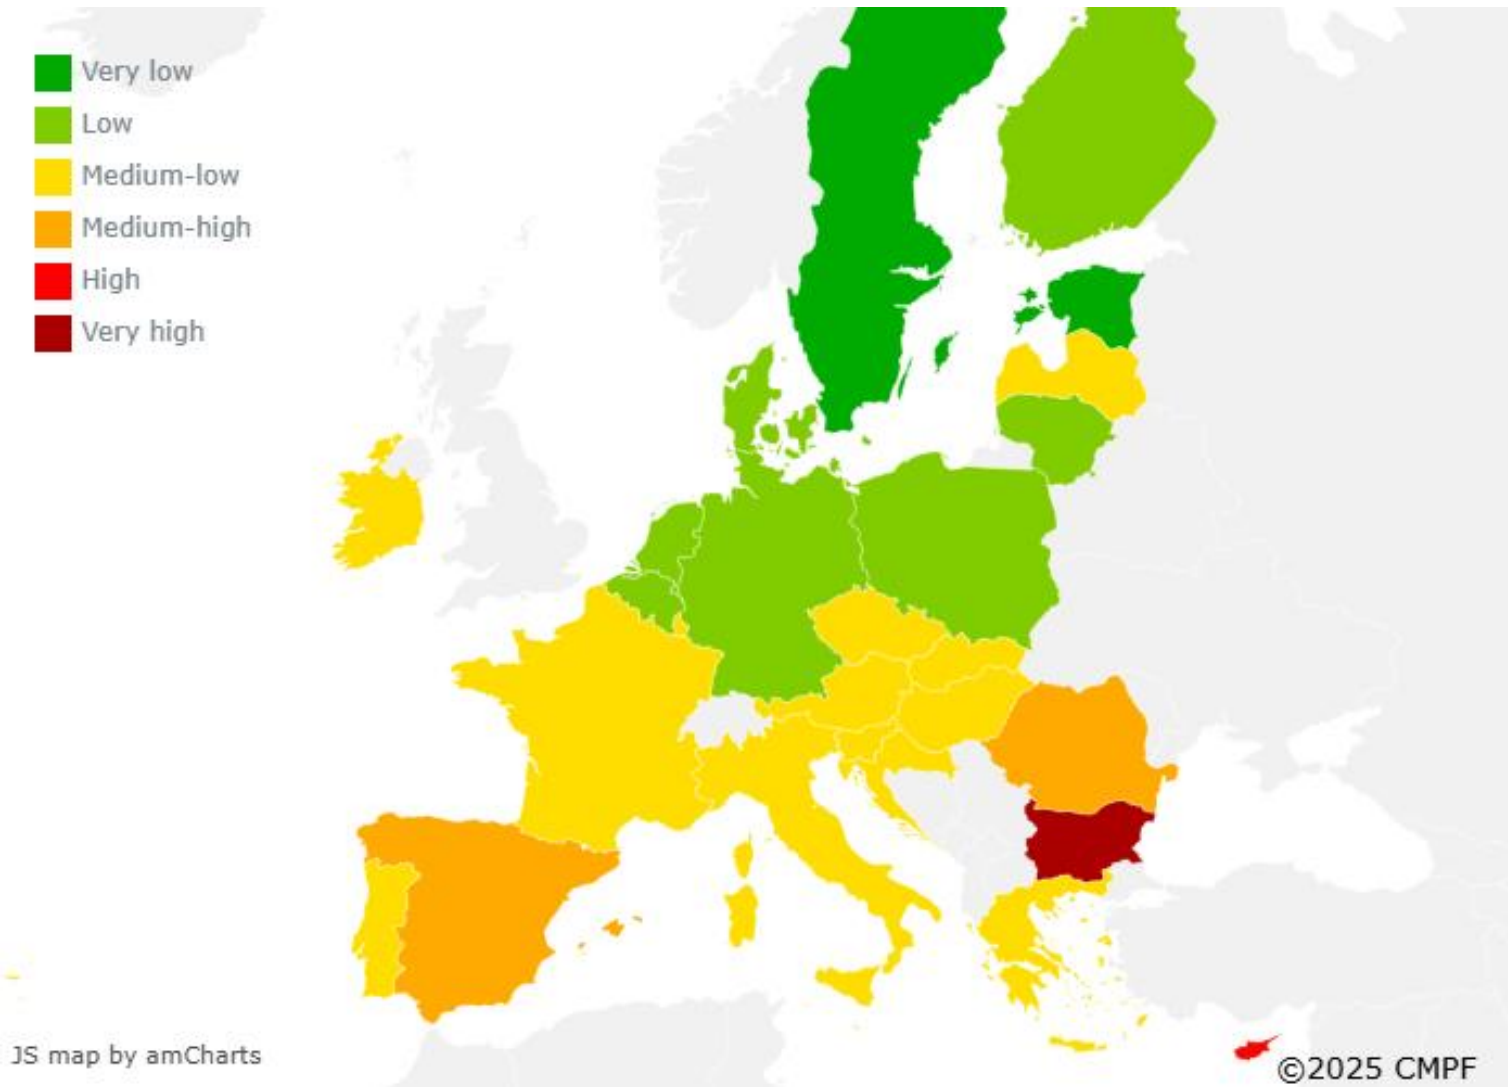 Very low
Low
Medium-low
Medium-high
High
Very high
JS map by amCharts
©2025 CMPF